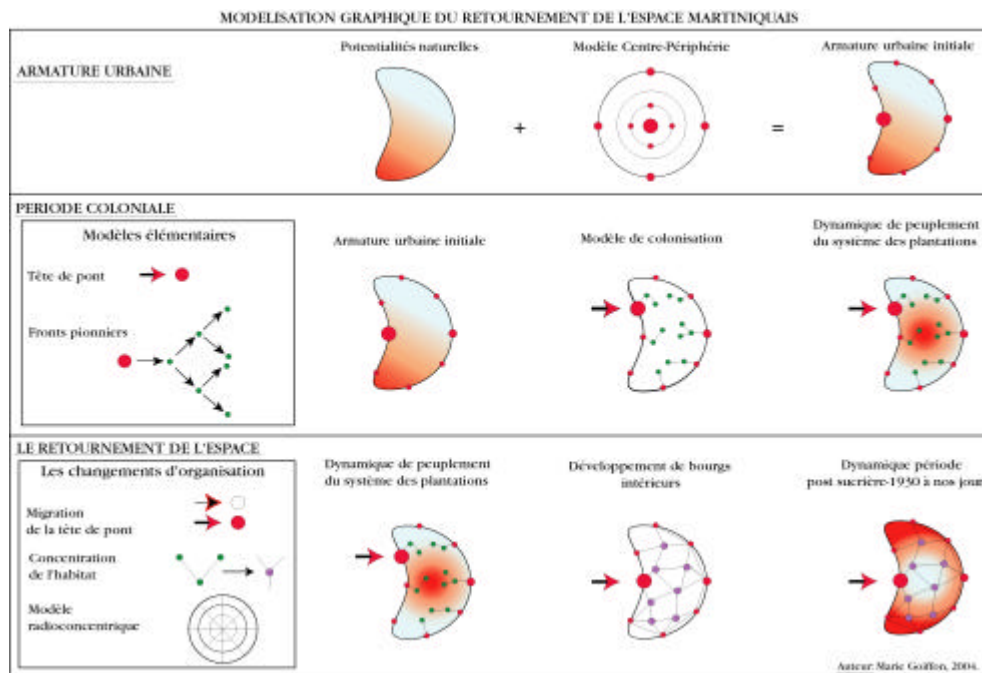 MODELISATION GRAPHIQUE DU RETOURNEMENT DE L'ESPACE MARTINIQUAIS
ARMATURE URBAINE
Potentialités naturelles
Modèle Centre-Périphérie
Armature urbaine initiale
+
=
PERIODE COLONIALE
Modèles élémentaires
Tête de pont
Fronts pionniers
Armature urbaine initiale
Modèle de colonisation
Dynamique de peuplement
du système des plantations
LE RETOURNEMENT DE L'ESPACE
Les changements d'organisation
Migration
de la tête de pont
Concentration
de l'habitat
Modèle
radioconcentrique
Dynamique de peuplement
du système des plantations
Développement de bourgs
intérieurs
Dynamique période
post sucrière-1930 à nos jour
Auteur: Marie Goiffon, 2004.